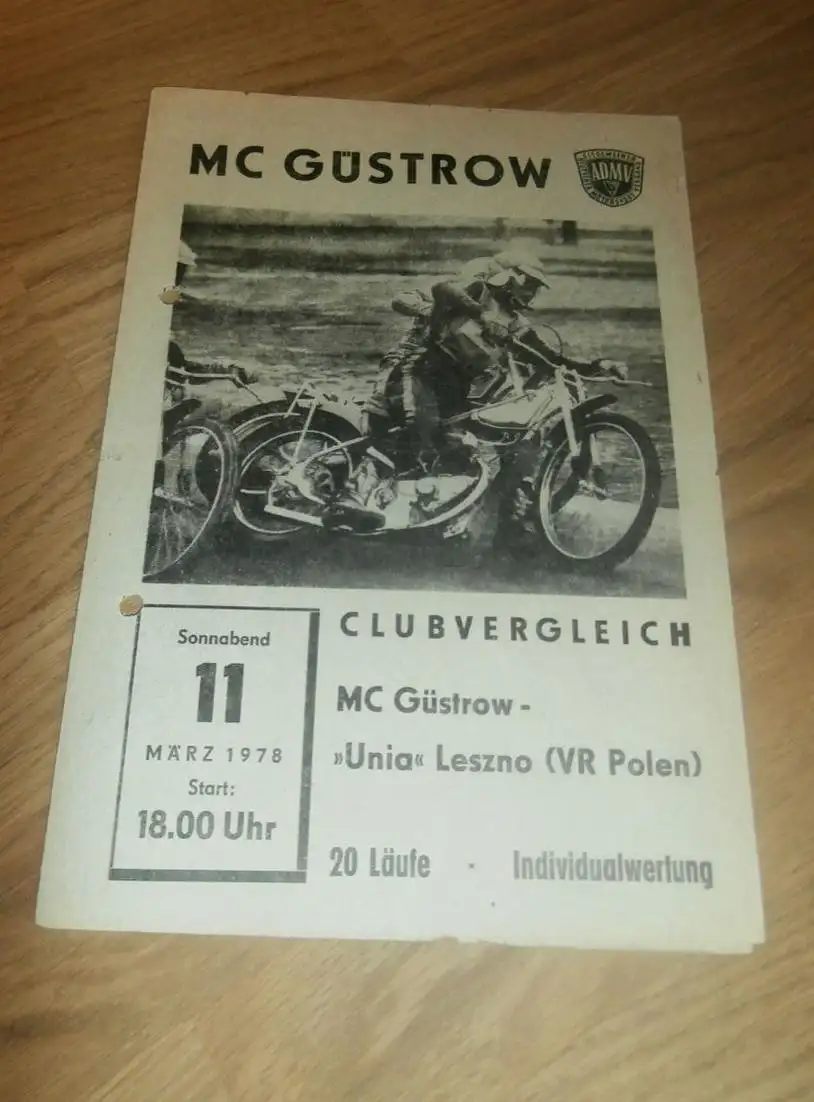 MC GÜSTROW
ADMV
CLUBVERGLEICH
Sonnabend
11
MÄRZ 1978
Start:
18.00 Uhr
MC Güstrow -
»Unia« Leszno (VR Polen)
20 Läufe · Individualwertung